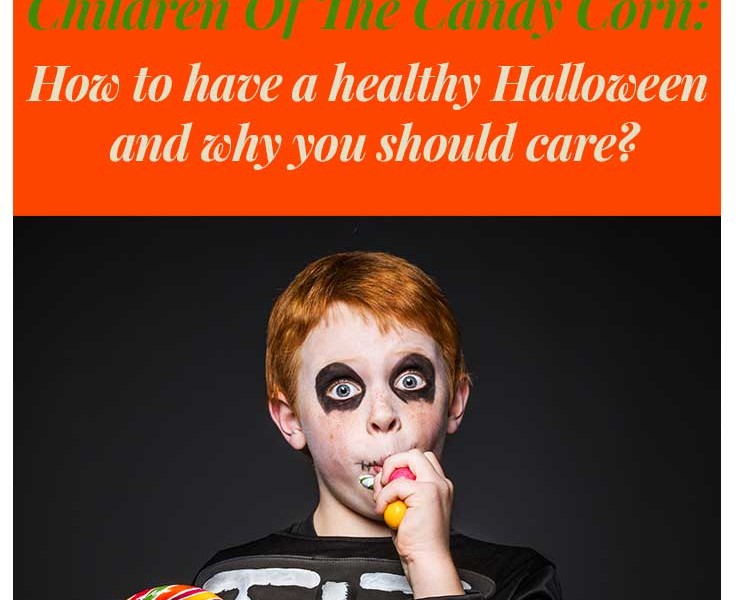 Children Of The Candy Corn:
How to have a healthy Halloween
and why you should care?